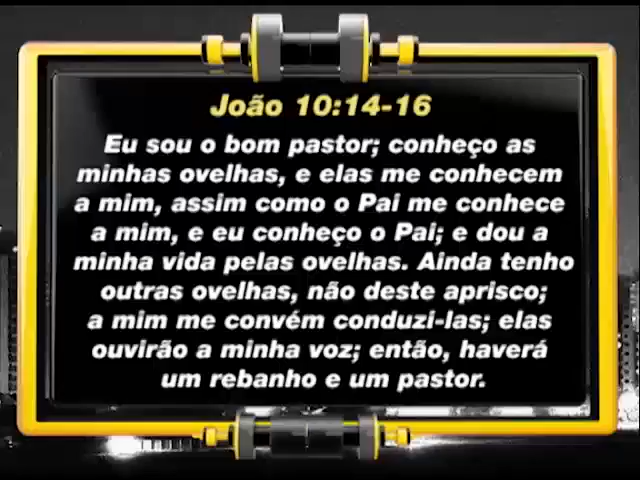 João 10:14-16
Eu sou o bom pastor; conheço as
minhas ovelhas, e elas me conhecem
a mim, assim como o Pai me conhece
a mim, e eu conheço o Pai; e dou a
minha vida pelas ovelhas. Ainda tenho
outras ovelhas, não deste aprisco;
a mim me convém conduzi-las; elas
ouvirão a minha voz; então, haverá
um rebanho e um pastor.